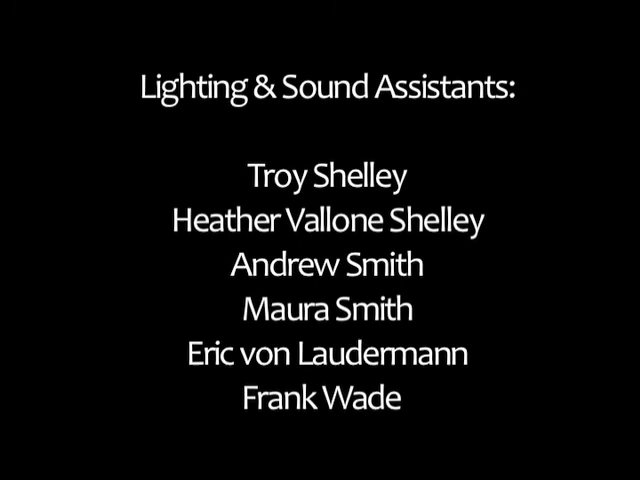 Lighting & Sound Assistants:
Troy Shelley
Heather Vallone Shelley
Andrew Smith
Maura Smith
Eric von Laudermann
Frank Wade